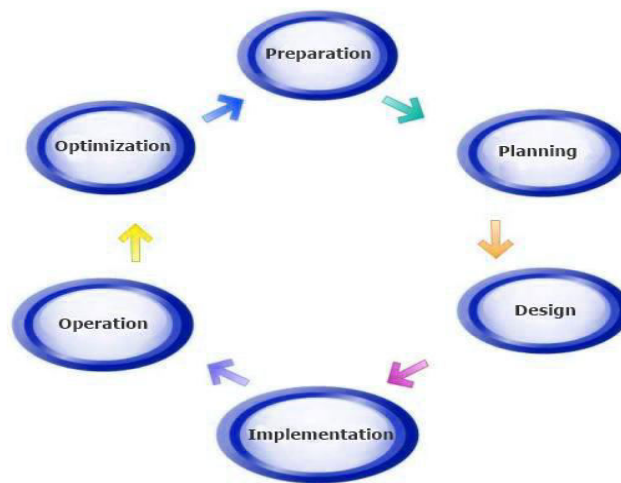 Preparation
Planning
Design
Implementation
Operation
Optimization